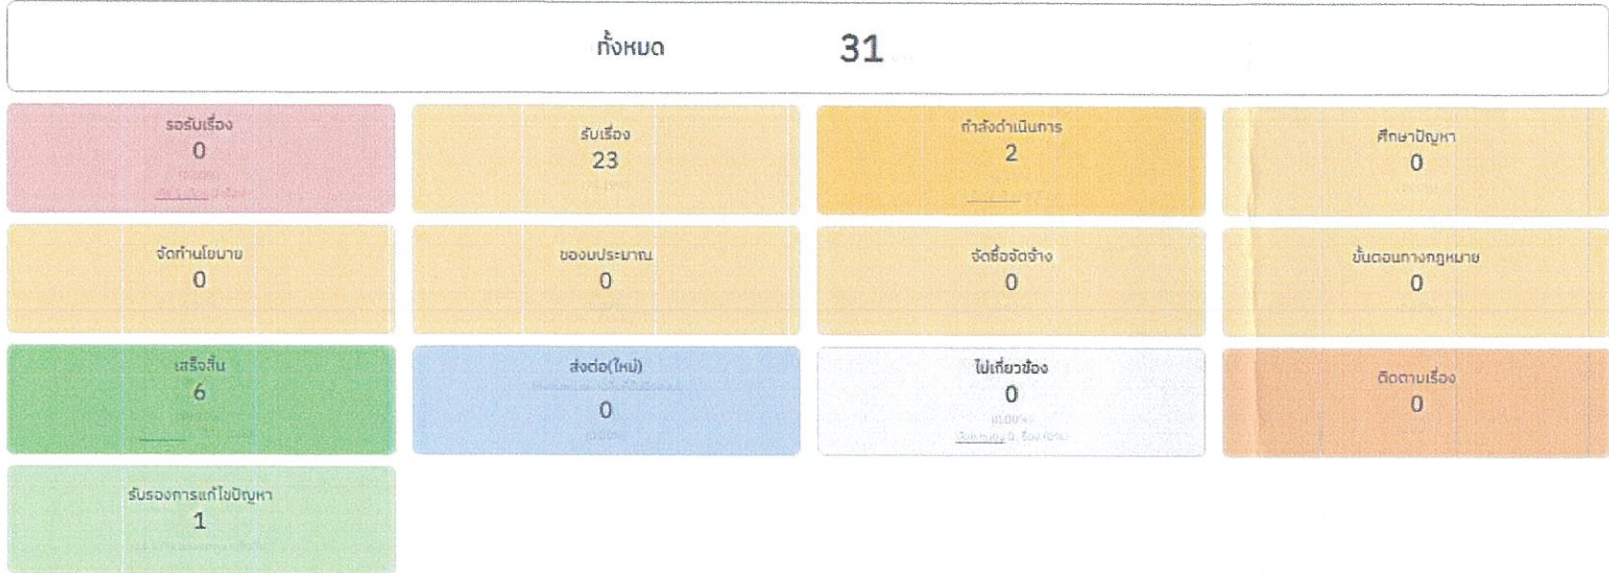 ทั้งหมด 31
รอรับเรื่อง
0
รับเรื่อง
23
กำลังดำเนินการ
2
ศึกษาปัญหา
0
จัดทำนโยบาย
0
ของบประมาณ
0
จัดซื้อจัดจ้าง
0
ขั้นตอนทางกฎหมาย
0
เสร็จสิ้น
6
ส่งต่อ(ใหม่)
0
(0.00%)
ไม่เกี่ยวข้อง
0
(0.00%)
ติดตามเรื่อง
0
รับรองการแก้ไขปัญหา
1